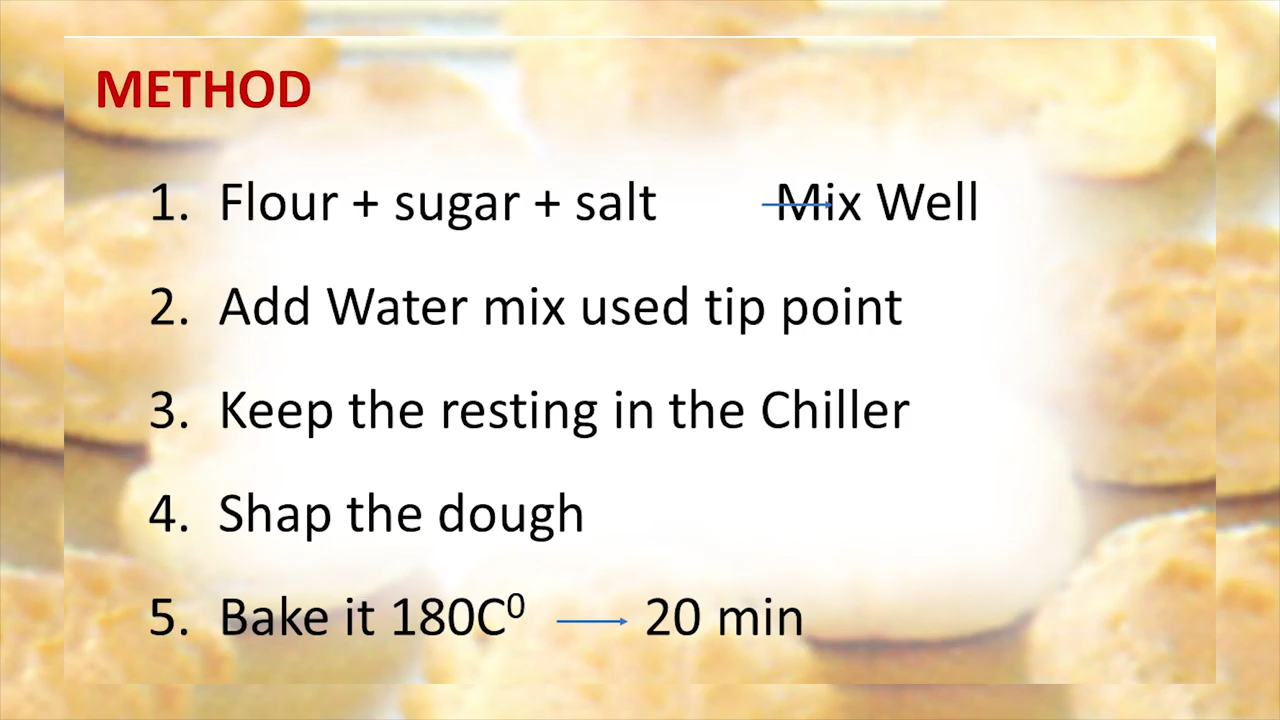 METHOD
1. Flour + sugar + salt → Mix Well
2. Add Water mix used tip point
3. Keep the resting in the Chiller
4. Shap the dough
5. Bake it 180C⁰ → 20 min